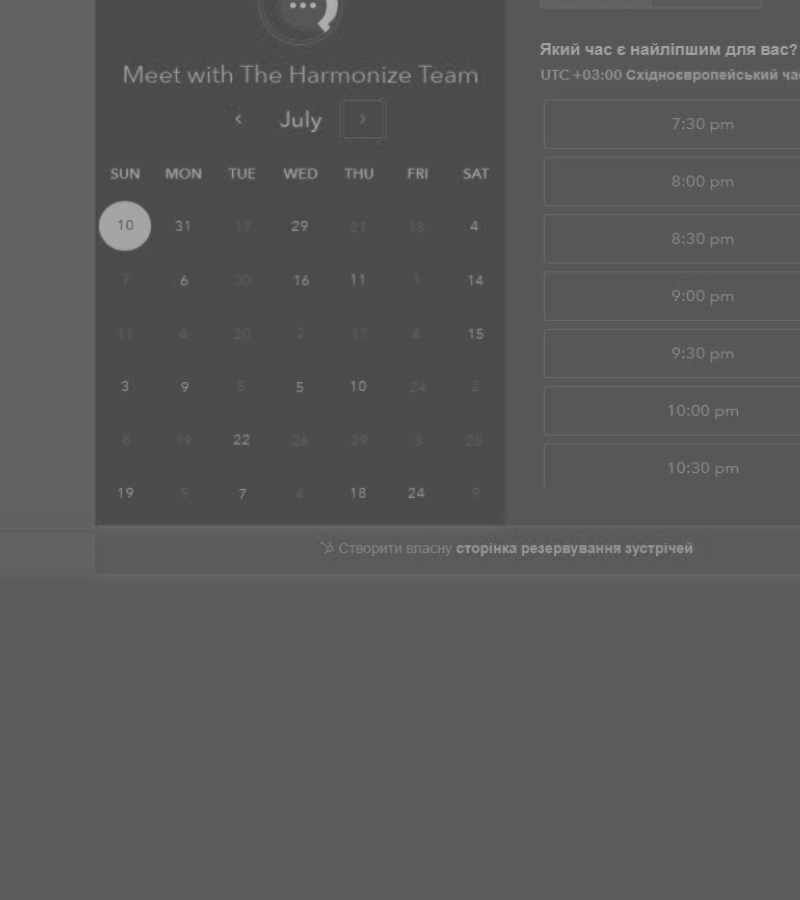 Meet with The Harmonize Team
July
SUN MON TUE WED THU FRI SAT
10 31 17 29 21 18 4
7 6 30 16 11 1 14
11 6 20 2 17 4 15
3 9 5 5 10 24 2
8 19 22 26 29 3 25
19 9 7 4 18 24 9
Який час є найліпшим для вас?
UTC +03:00 Східноєвропейський
7:30 pm
8:00 pm
8:30 pm
9:00 pm
9:30 pm
10:00 pm
10:30 pm
Створити власну сторінка резервування зустрічей